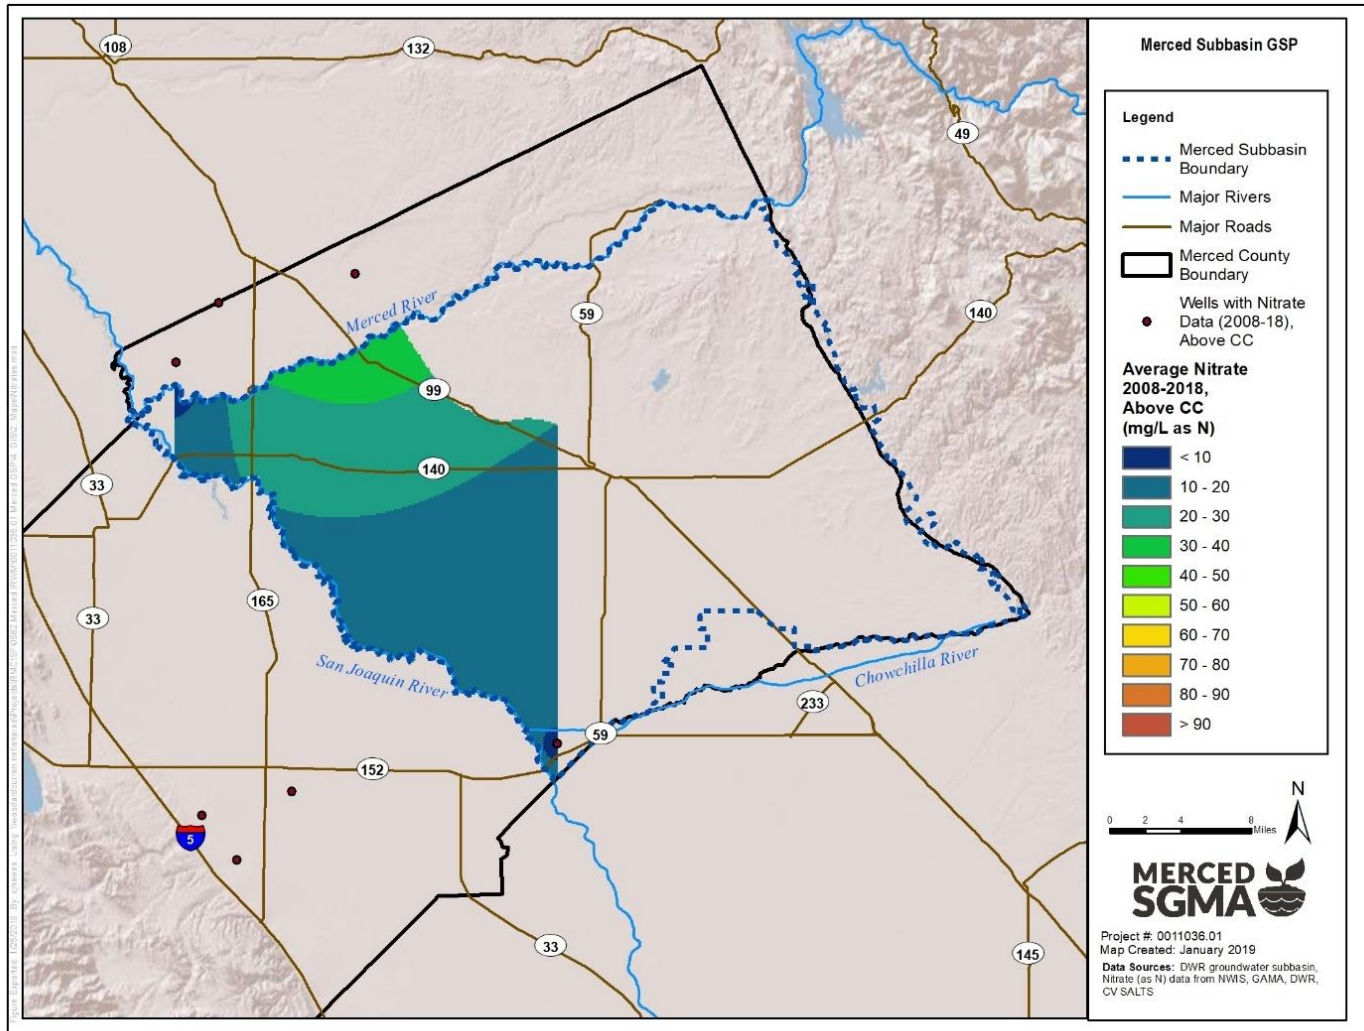 Merced Subbasin GSP
Legend
Merced Subbasin
Boundary
Major Rivers
Major Roads
Merced County
Boundary
Wells with Nitrate
Data (2008-18),
Above CC
Average Nitrate
2008-2018,
Above CC
(mg/L as N)
< 10
10 - 20
20 - 30
30 - 40
40 - 50
50 - 60
60 - 70
70 - 80
80 - 90
> 90
N
0 2 4 8 Miles
MERCED
SGMA
Project #: 0011036.01
Map Created: January 2019
Data Sources: DWR groundwater subbasin,
Nitrate (as N) data from NWIS, GAMA, DWR,
CV SALTS
108
132
49
Merced River
59
140
99
140
33
165
33
San Joaquin River
Chowchilla River
233
59
152
5
33
145